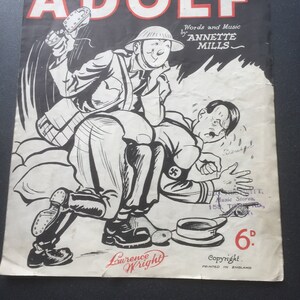 ADOLF
Words and Music
by
ANNETTE
MILLS
6D.
Lawrence
Wright
Copyright